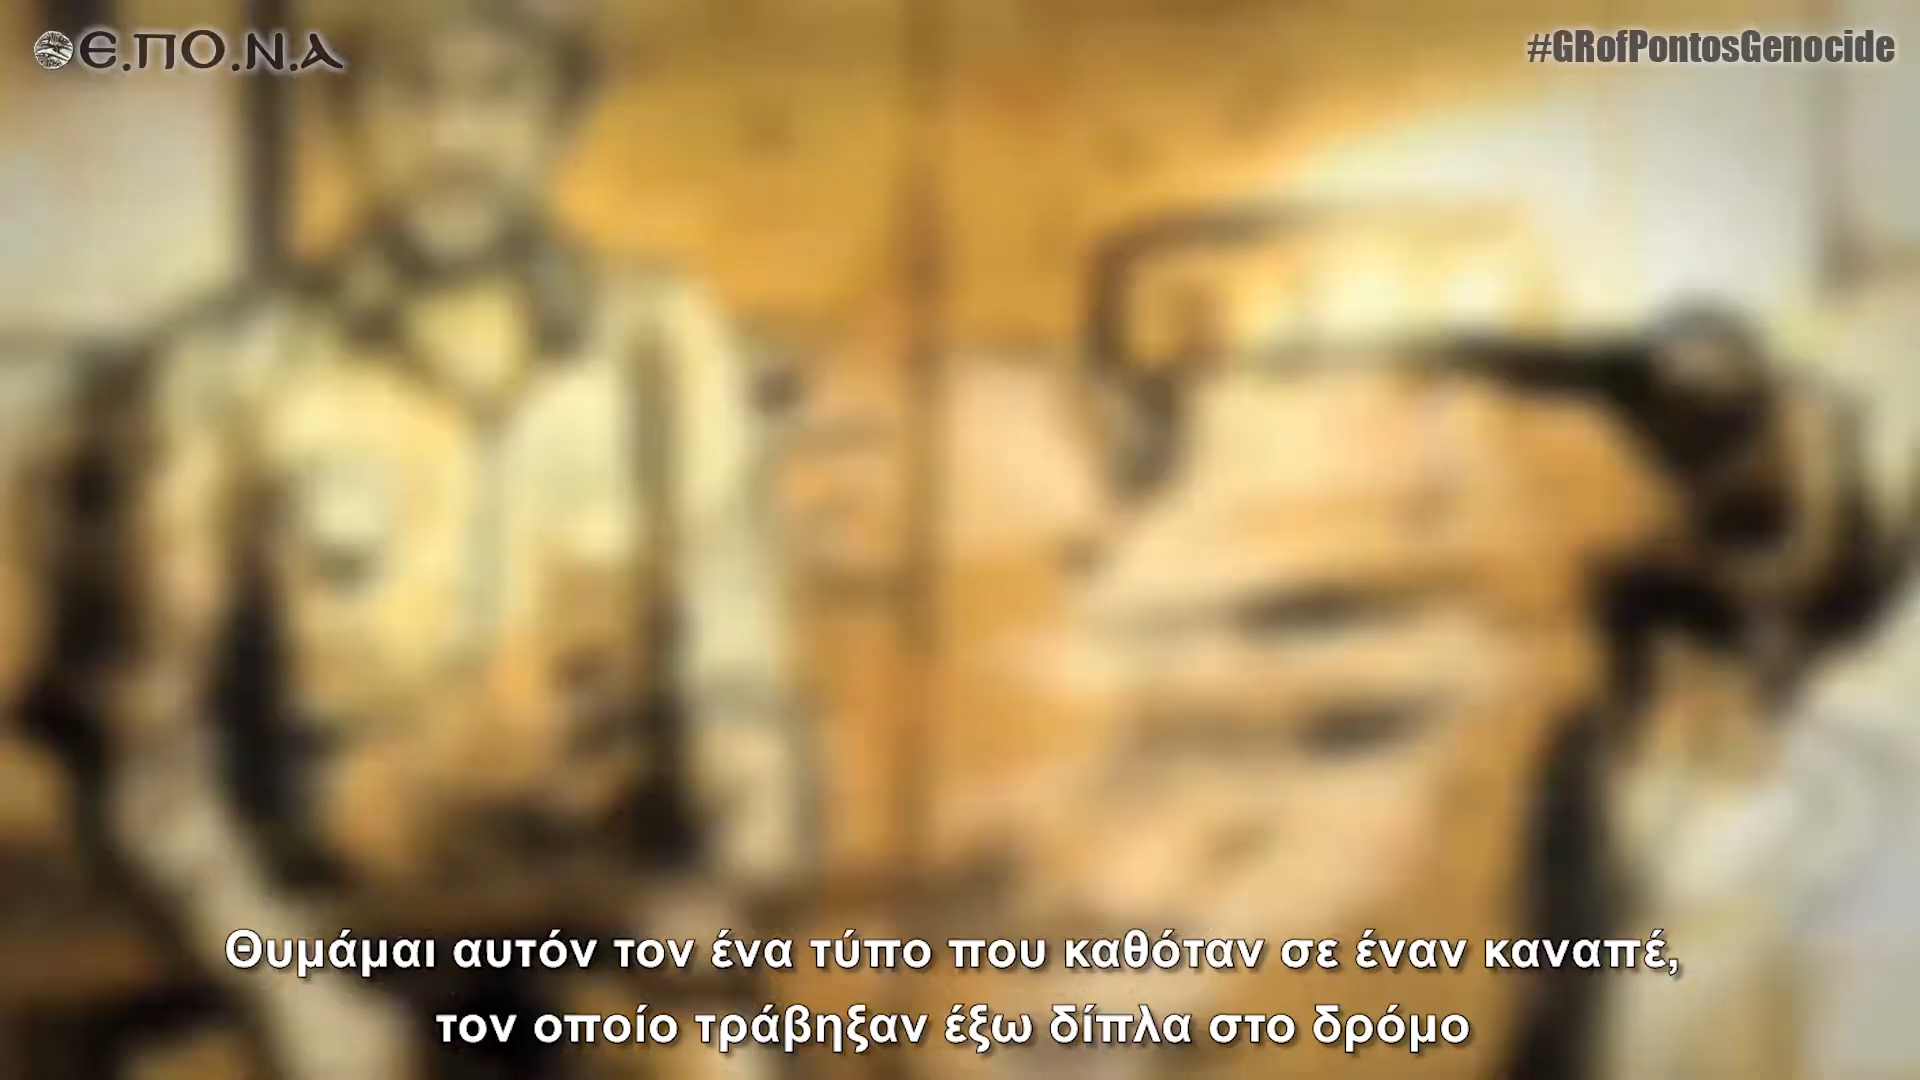 Ε.ΠΟ.Ν.Α
#GRofPontosGenocide
Θυμάμαι αυτόν τον ένα τύπο που καθόταν σε έναν καναπέ,
τον οποίο τράβηξαν έξω δίπλα στο δρόμο